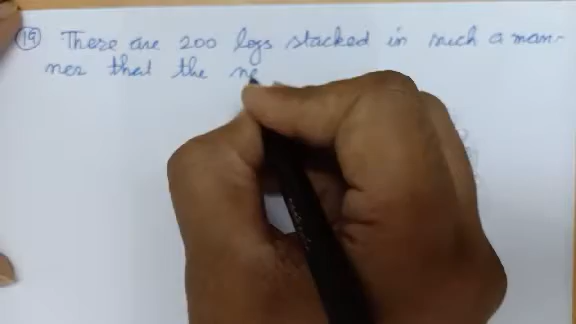 19 There are 200 logs stacked in such a man-
ner that the